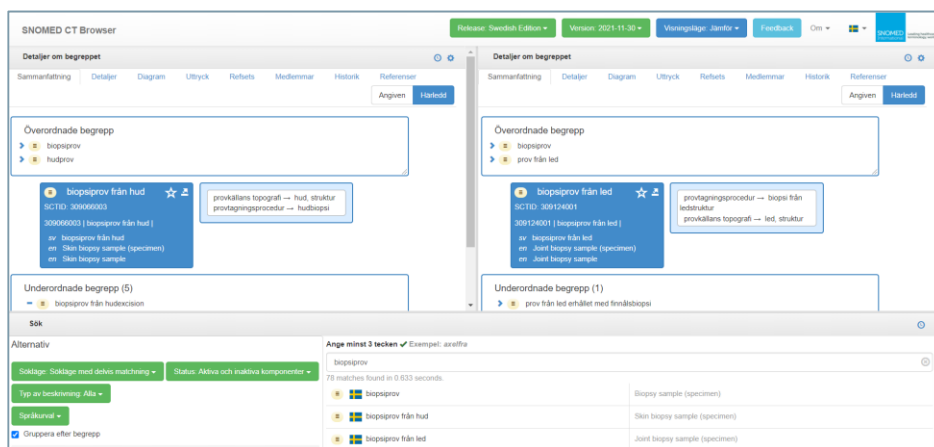 SNOMED CT Browser
Release: Swedish Edition
Version: 2021-11-30
Visningsläge: Jämför
Feedback
Om
SNOMED
International
Detaljer om begreppet
Sammanfattning Detaljer Diagram Uttryck Refsets Medlemmar Historik Referenser
Angiven Härledd
Överordnade begrepp
biopsiprov
hudprov
biopsiprov från hud
SCTID: 309066003
309066003 | biopsiprov från hud |
sv biopsiprov från hud
en Skin biopsy sample (specimen)
en Skin biopsy sample
provkällans topografi → hud, struktur
provtagningsprocedur → hudbiopsi
Underordnade begrepp (5)
biopsiprov från hudexcision
Detaljer om begreppet
Sammanfattning Detaljer Diagram Uttryck Refsets Medlemmar Historik Referenser
Angiven Härledd
Överordnade begrepp
biopsiprov
prov från led
biopsiprov från led
SCTID: 309124001
309124001 | biopsiprov från led |
sv biopsiprov från led
en Joint biopsy sample (specimen)
en Joint biopsy sample
provtagningsprocedur → biopsi från
ledstruktur
provkällans topografi → led, struktur
Underordnade begrepp (1)
prov från led erhållet med finnålsbiopsi
Sök
Alternativ
Sökläge: Sökläge med delvis matchning
Status: Aktiva och inaktiva komponenter
Typ av beskrivning: Alla
Språkurval
Gruppera efter begrepp
Ange minst 3 tecken ✔ Exempel: axelfra
biopsiprov
78 matches found in 0.633 seconds.
biopsiprov Biopsy sample (specimen)
biopsiprov från hud Skin biopsy sample (specimen)
biopsiprov från led Joint biopsy sample (specimen)